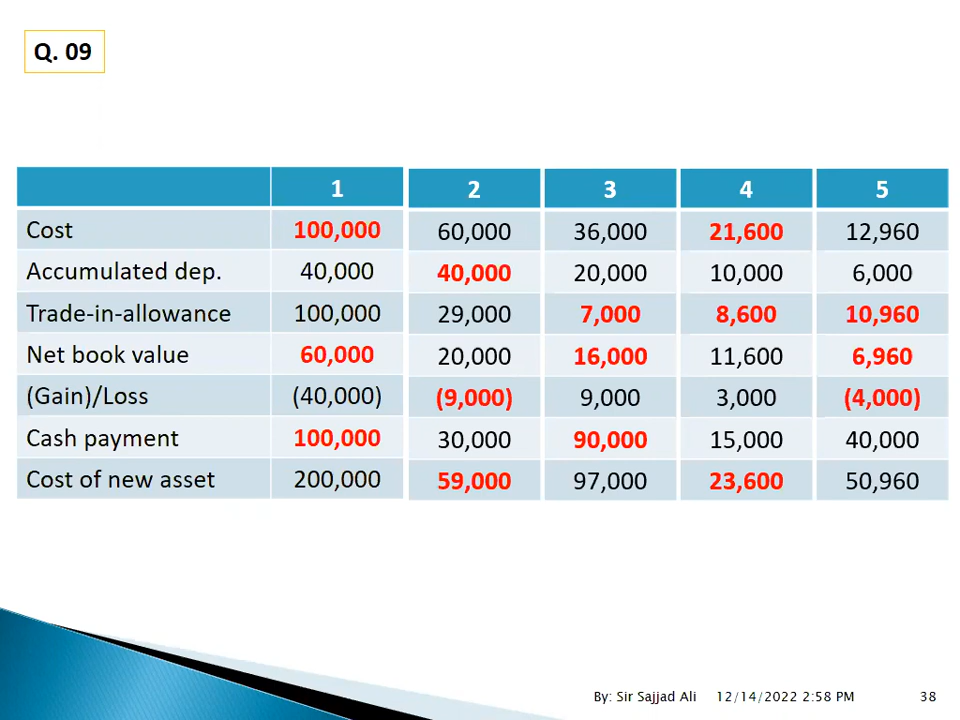 Q. 09
1 2 3 4 5
Cost 100,000 60,000 36,000 21,600 12,960
Accumulated dep. 40,000 40,000 20,000 10,000 6,000
Trade-in-allowance 100,000 29,000 7,000 8,600 10,960
Net book value 60,000 20,000 16,000 11,600 6,960
(Gain)/Loss (40,000) (9,000) 9,000 3,000 (4,000)
Cash payment 100,000 30,000 90,000 15,000 40,000
Cost of new asset 200,000 59,000 97,000 23,600 50,960
By: Sir Sajjad Ali 12/14/2022 2:58 PM 38